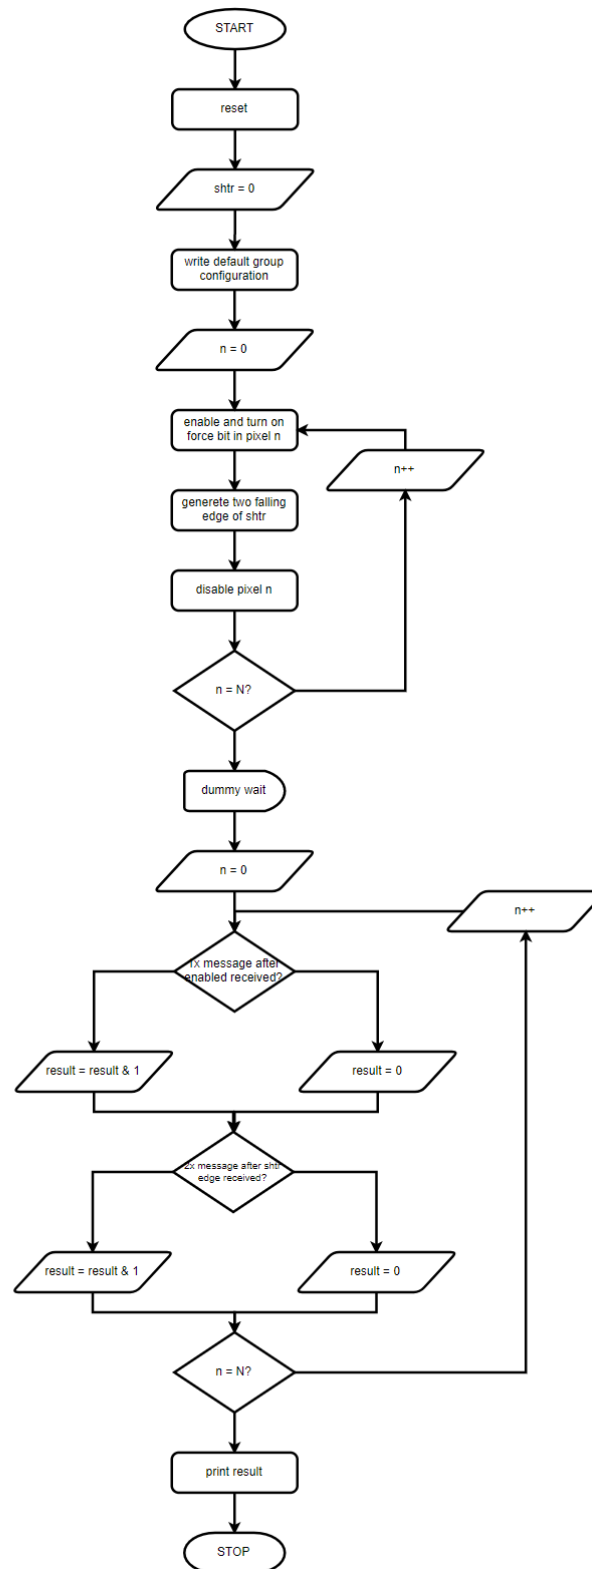 START
reset
shtr = 0
write default group
configuration
n = 0
enable and turn on
force bit in pixel n
n++
generete two falling
edge of shtr
disable pixel n
n = N?
dummy wait
n = 0
n++
1x message after
enabled received?
result = result & 1
result = 0
2x message after shtr
edge received?
result = result & 1
result = 0
n = N?
print result
STOP